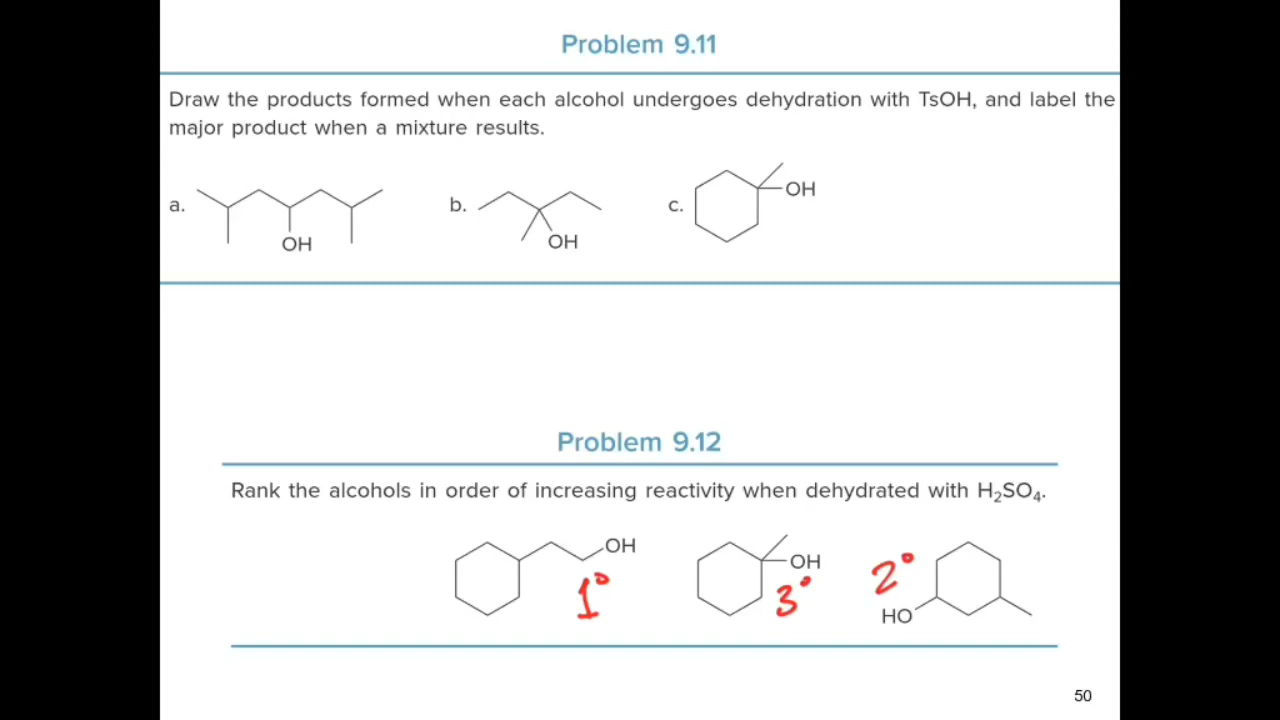 Problem 9.11
Draw the products formed when each alcohol undergoes dehydration with TsOH, and label the
major product when a mixture results.
a. OH
b. OH
c. OH
Problem 9.12
Rank the alcohols in order of increasing reactivity when dehydrated with H₂SO₄.
OH 1° OH 3° 2° HO
50